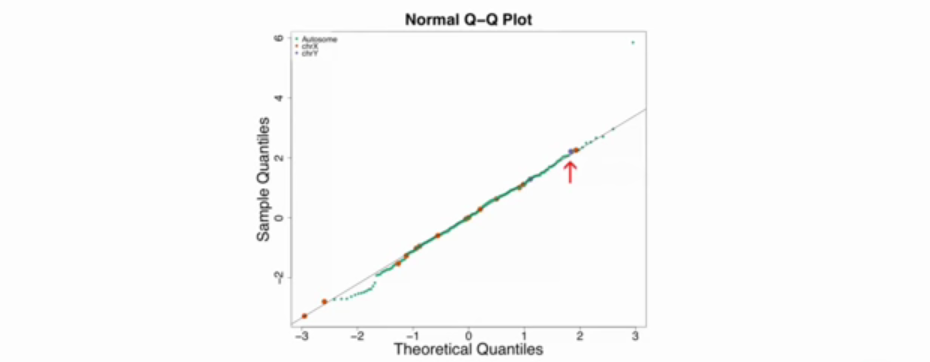 Normal Q−Q Plot
Autosome
chrX
chrY
6
4
2
0
−2
Sample Quantiles
−3
−2
−1
0
1
2
3
Theoretical Quantiles